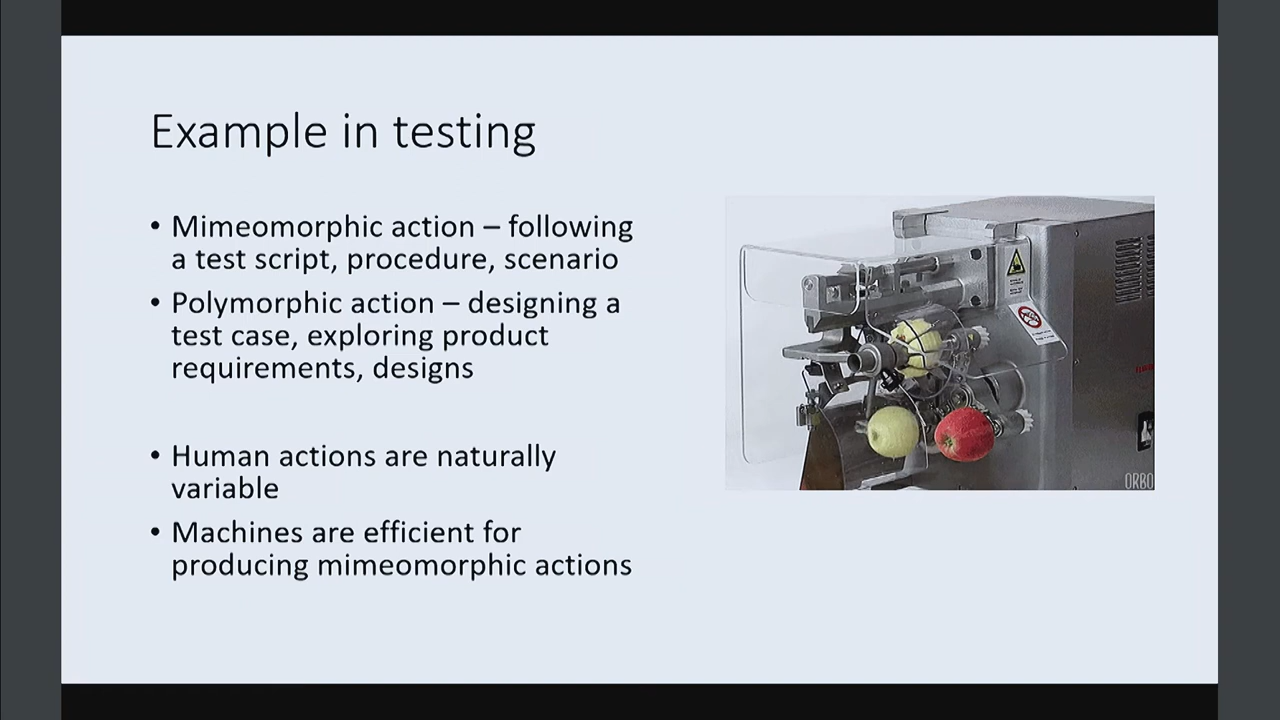 Example in testing
• Mimeomorphic action – following
a test script, procedure, scenario
• Polymorphic action – designing a
test case, exploring product
requirements, designs
• Human actions are naturally
variable
• Machines are efficient for
producing mimeomorphic actions
ORBO